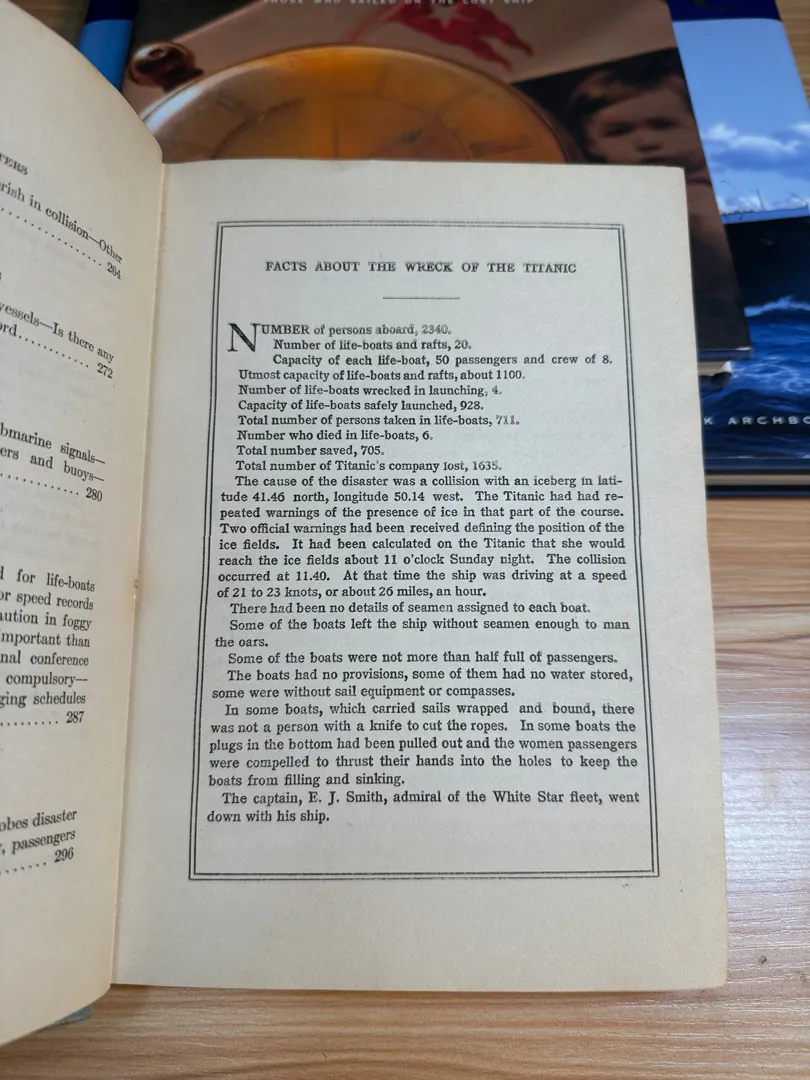 THOSE WHO SAILED ON THE LOST SHIP
K ARCHBO
TERS
rish in collision—Other
264
vessels—Is there any
ord
272
bmarine signals—
ers and buoys—
280
d for life-boats
or speed records
aution in foggy
important than
nal conference
compulsory—
ging schedules
287
obes disaster
, passengers
296
FACTS ABOUT THE WRECK OF THE TITANIC
NUMBER of persons aboard, 2340.
Number of life-boats and rafts, 20.
Capacity of each life-boat, 50 passengers and crew of 8.
Utmost capacity of life-boats and rafts, about 1100.
Number of life-boats wrecked in launching, 4.
Capacity of life-boats safely launched, 928.
Total number of persons taken in life-boats, 711.
Number who died in life-boats, 6.
Total number saved, 705.
Total number of Titanic's company lost, 1635.
The cause of the disaster was a collision with an iceberg in lati-
tude 41.46 north, longitude 50.14 west. The Titanic had had re-
peated warnings of the presence of ice in that part of the course.
Two official warnings had been received defining the position of the
ice fields. It had been calculated on the Titanic that she would
reach the ice fields about 11 o'clock Sunday night. The collision
occurred at 11.40. At that time the ship was driving at a speed
of 21 to 23 knots, or about 26 miles, an hour.
There had been no details of seamen assigned to each boat.
Some of the boats left the ship without seamen enough to man
the oars.
Some of the boats were not more than half full of passengers.
The boats had no provisions, some of them had no water stored,
some were without sail equipment or compasses.
In some boats, which carried sails wrapped and bound, there
was not a person with a knife to cut the ropes. In some boats the
plugs in the bottom had been pulled out and the women passengers
were compelled to thrust their hands into the holes to keep the
boats from filling and sinking.
The captain, E. J. Smith, admiral of the White Star fleet, went
down with his ship.